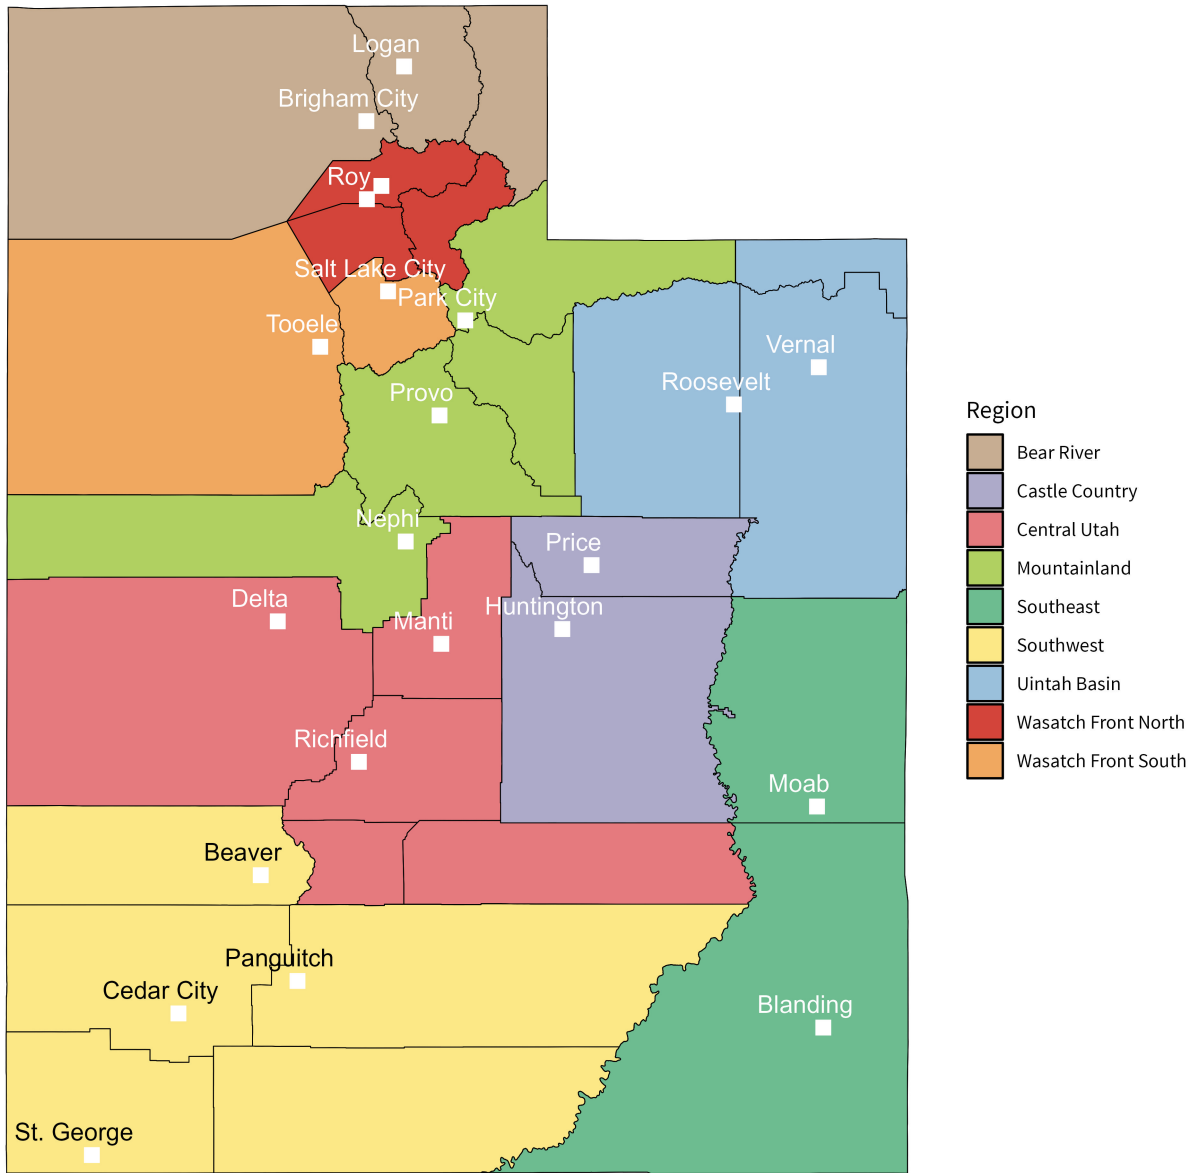 Logan
Brigham City
Roy
Salt Lake City
Park City
Tooele
Vernal
Roosevelt
Provo
Nephi
Price
Delta
Huntington
Manti
Richfield
Moab
Beaver
Panguitch
Cedar City
Blanding
St. George
Region
Bear River
Castle Country
Central Utah
Mountainland
Southeast
Southwest
Uintah Basin
Wasatch Front North
Wasatch Front South